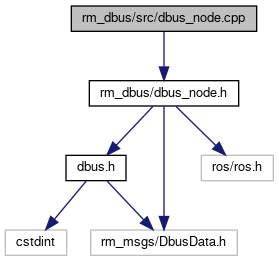 rm_dbus/src/dbus_node.cpp
rm_dbus/dbus_node.h
dbus.h
ros/ros.h
cstdint
rm_msgs/DbusData.h